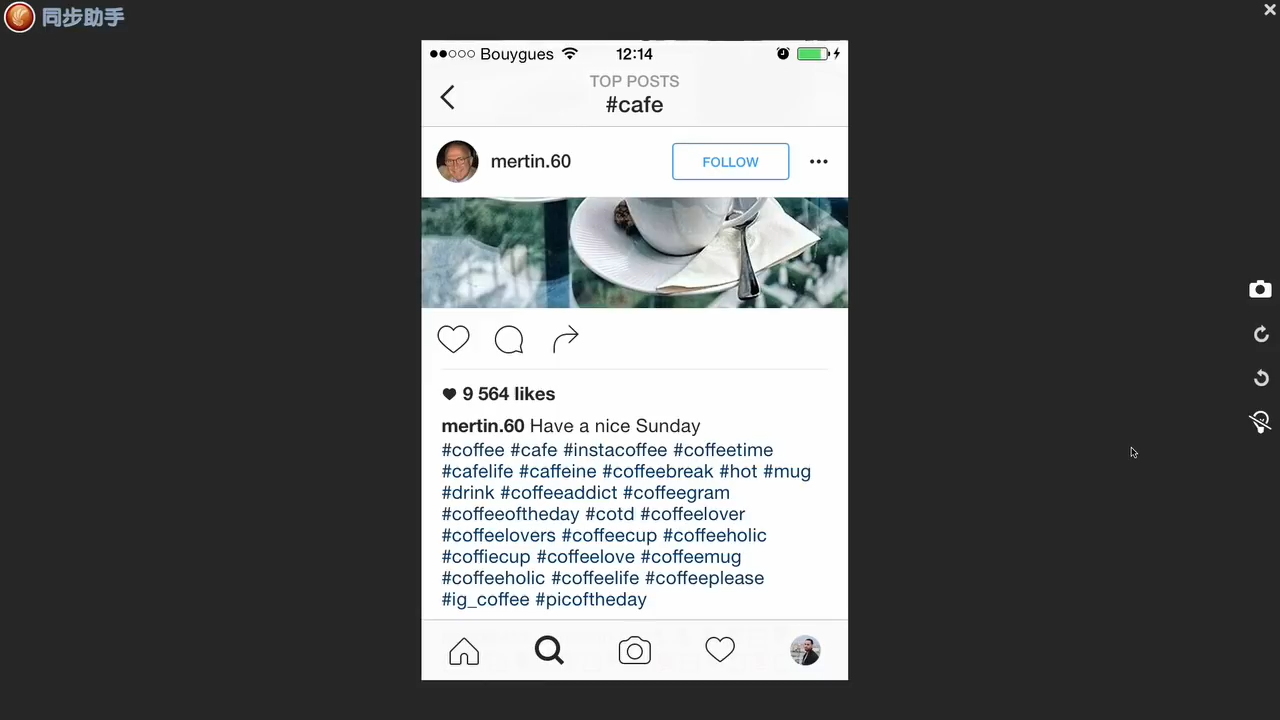 同步助手
Bouygues 12:14
TOP POSTS
#cafe
mertin.60 FOLLOW
9 564 likes
mertin.60 Have a nice Sunday
#coffee #cafe #instacoffee #coffeetime
#cafelife #caffeine #coffeebreak #hot #mug
#drink #coffeeaddict #coffeegram
#coffeeoftheday #cotd #coffeelover
#coffeelovers #coffeecup #coffeeholic
#coffiecup #coffeelove #coffeemug
#coffeeholic #coffeelife #coffeeplease
#ig_coffee #picoftheday